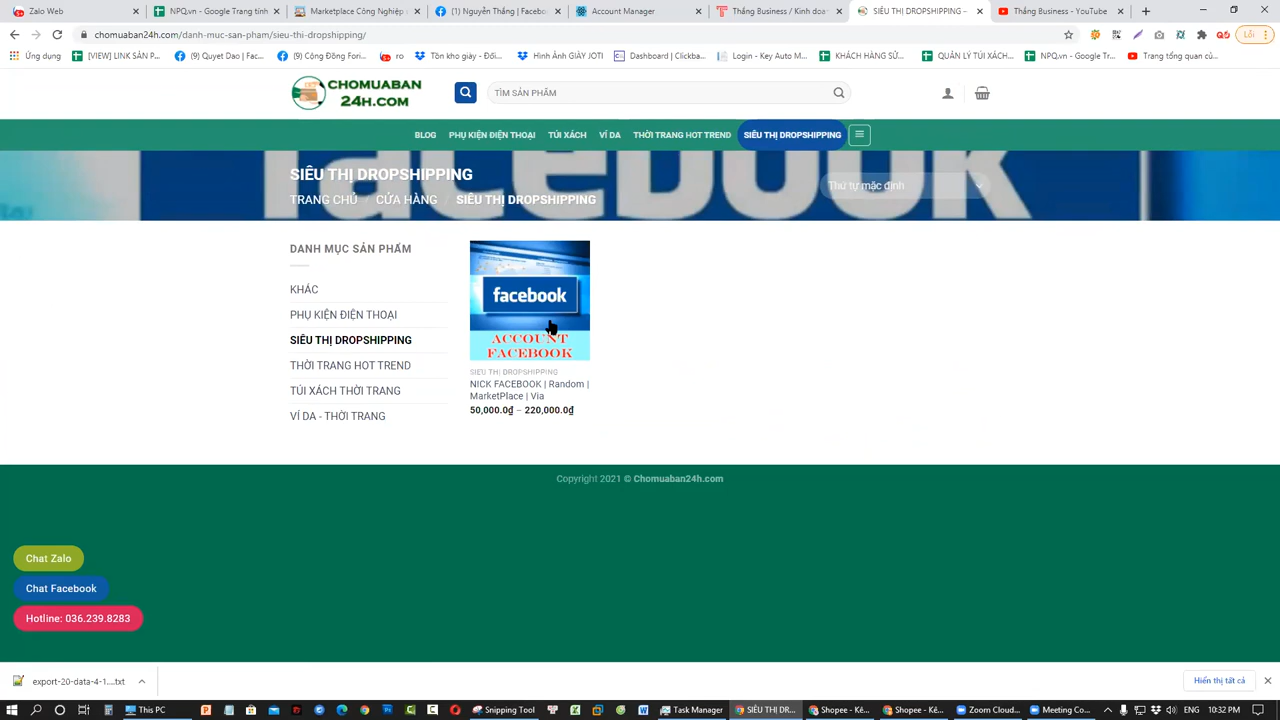 Zalo Web
NPQ.vn - Google Trang tính
Marketplace Công Nghiệp
(1) Nguyễn Thắng | Facebo
Account Manager
Thắng Business / Kinh doa
SIÊU THỊ DROPSHIPPING –
Thắng Business - YouTube
chomuaban24h.com/danh-muc-san-pham/sieu-thi-dropshipping/
Lỗi
Ứng dụng
[VIEW] LINK SẢN P...
(9) Quyet Dao | Fac...
(9) Cộng Đồng Fori...
ro
Tồn kho giày - Đối...
Hình Ảnh GIÀY JOTI
Dashboard | Clickba...
Login - Key Auto M...
KHÁCH HÀNG SỬ...
QUẢN LÝ TÚI XÁCH...
NPQ.vn - Google Tr...
Trang tổng quan củ...
CHOMUABAN
24H.COM
TÌM SẢN PHẨM
BLOG
PHỤ KIỆN ĐIỆN THOẠI
TÚI XÁCH
VÍ DA
THỜI TRANG HOT TREND
SIÊU THỊ DROPSHIPPING
SIÊU THỊ DROPSHIPPING
Thứ tự mặc định
TRANG CHỦ / CỬA HÀNG / SIÊU THỊ DROPSHIPPING
DANH MỤC SẢN PHẨM
KHÁC
PHỤ KIỆN ĐIỆN THOẠI
SIÊU THỊ DROPSHIPPING
THỜI TRANG HOT TREND
TÚI XÁCH THỜI TRANG
VÍ DA - THỜI TRANG
facebook
ACCOUNT
FACEBOOK
SIÊU THỊ DROPSHIPPING
NICK FACEBOOK | Random |
MarketPlace | Via
50,000.0₫ – 220,000.0₫
Copyright 2021 © Chomuaban24h.com
Chat Zalo
Chat Facebook
Hotline: 036.239.8283
export-20-data-4-1....txt
Hiển thị tất cả
This PC
Snipping Tool
Task Manager
SIÊU THỊ DR...
Shopee - Kê...
Shopee - Kê...
Zoom Cloud...
Meeting Co...
ENG
10:32 PM